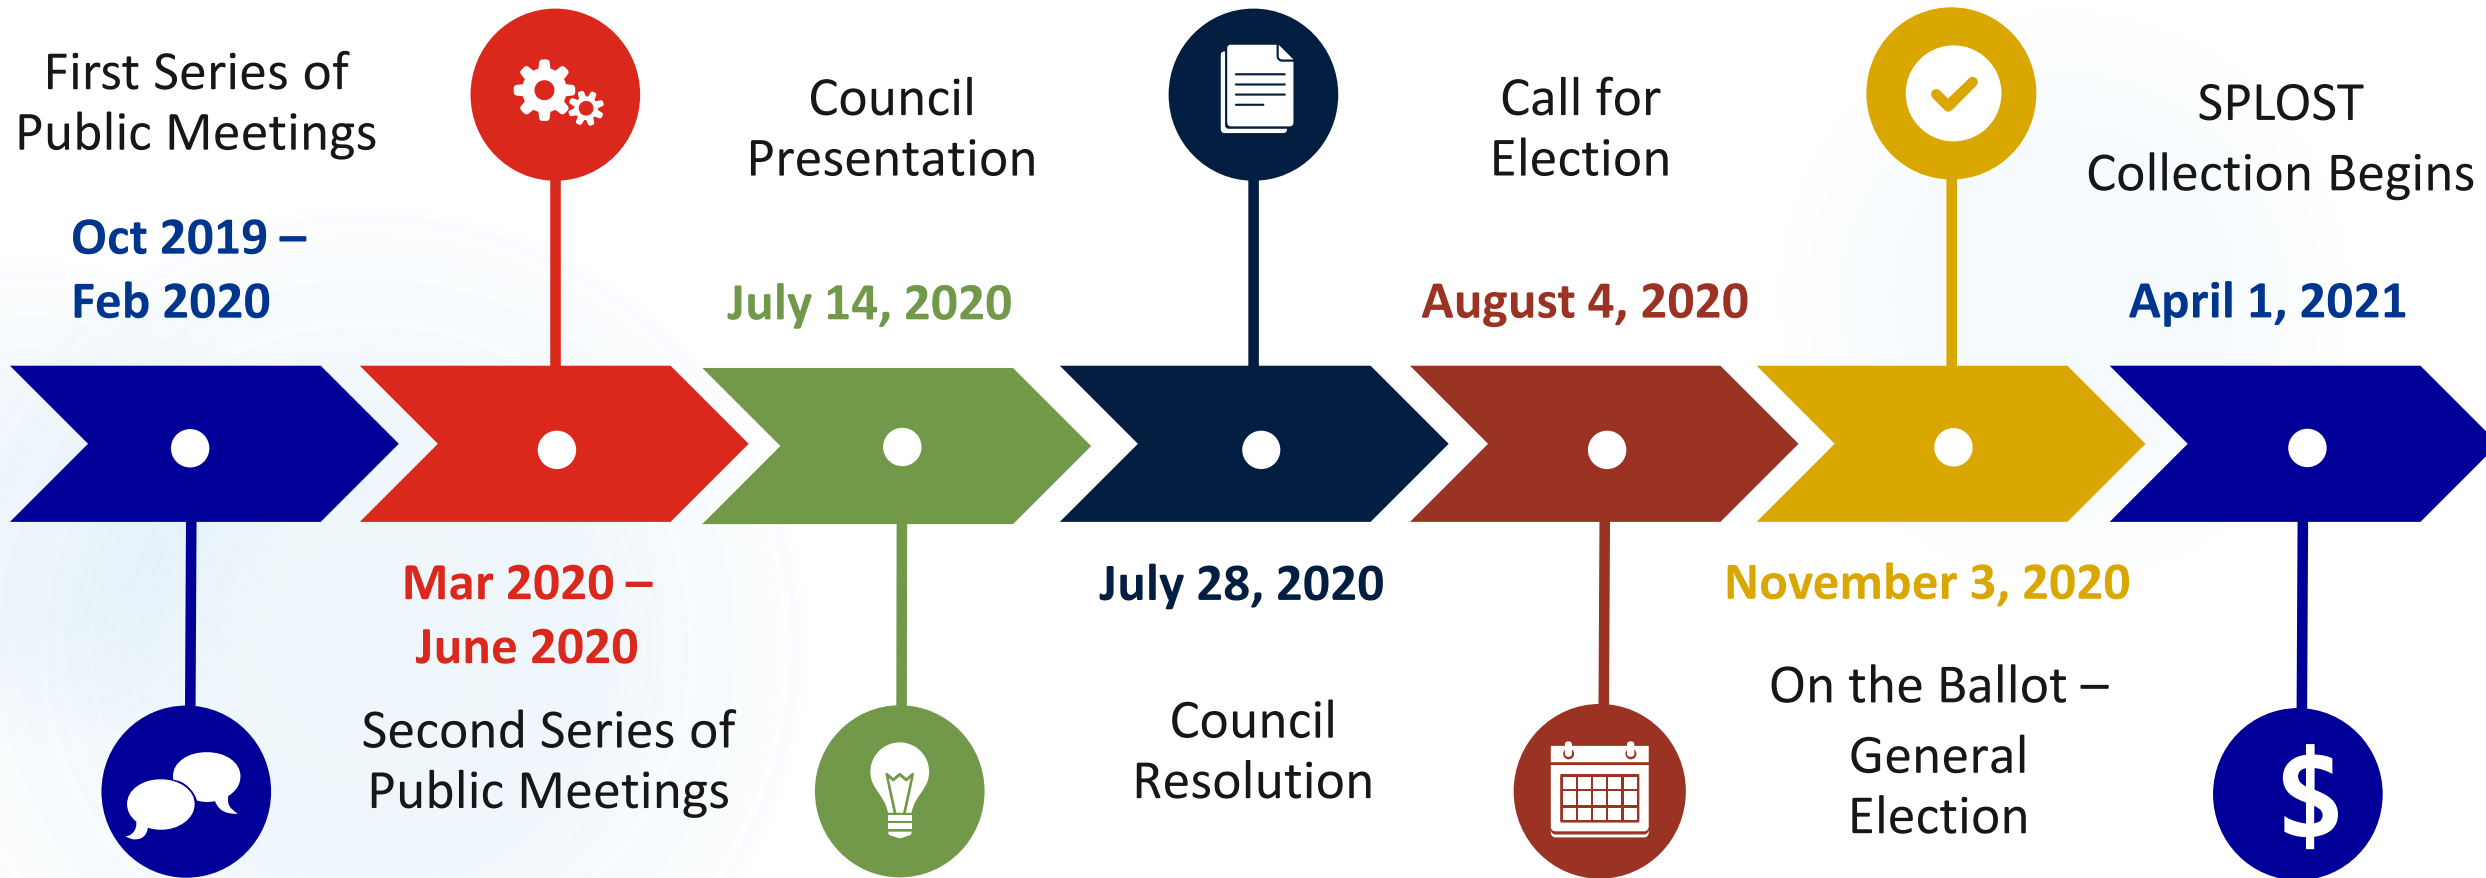 First Series of
Public Meetings
Oct 2019 –
Feb 2020
Mar 2020 –
June 2020
Second Series of
Public Meetings
Council
Presentation
July 14, 2020
July 28, 2020
Council
Resolution
Call for
Election
August 4, 2020
November 3, 2020
On the Ballot –
General
Election
SPLOST
Collection Begins
April 1, 2021
$